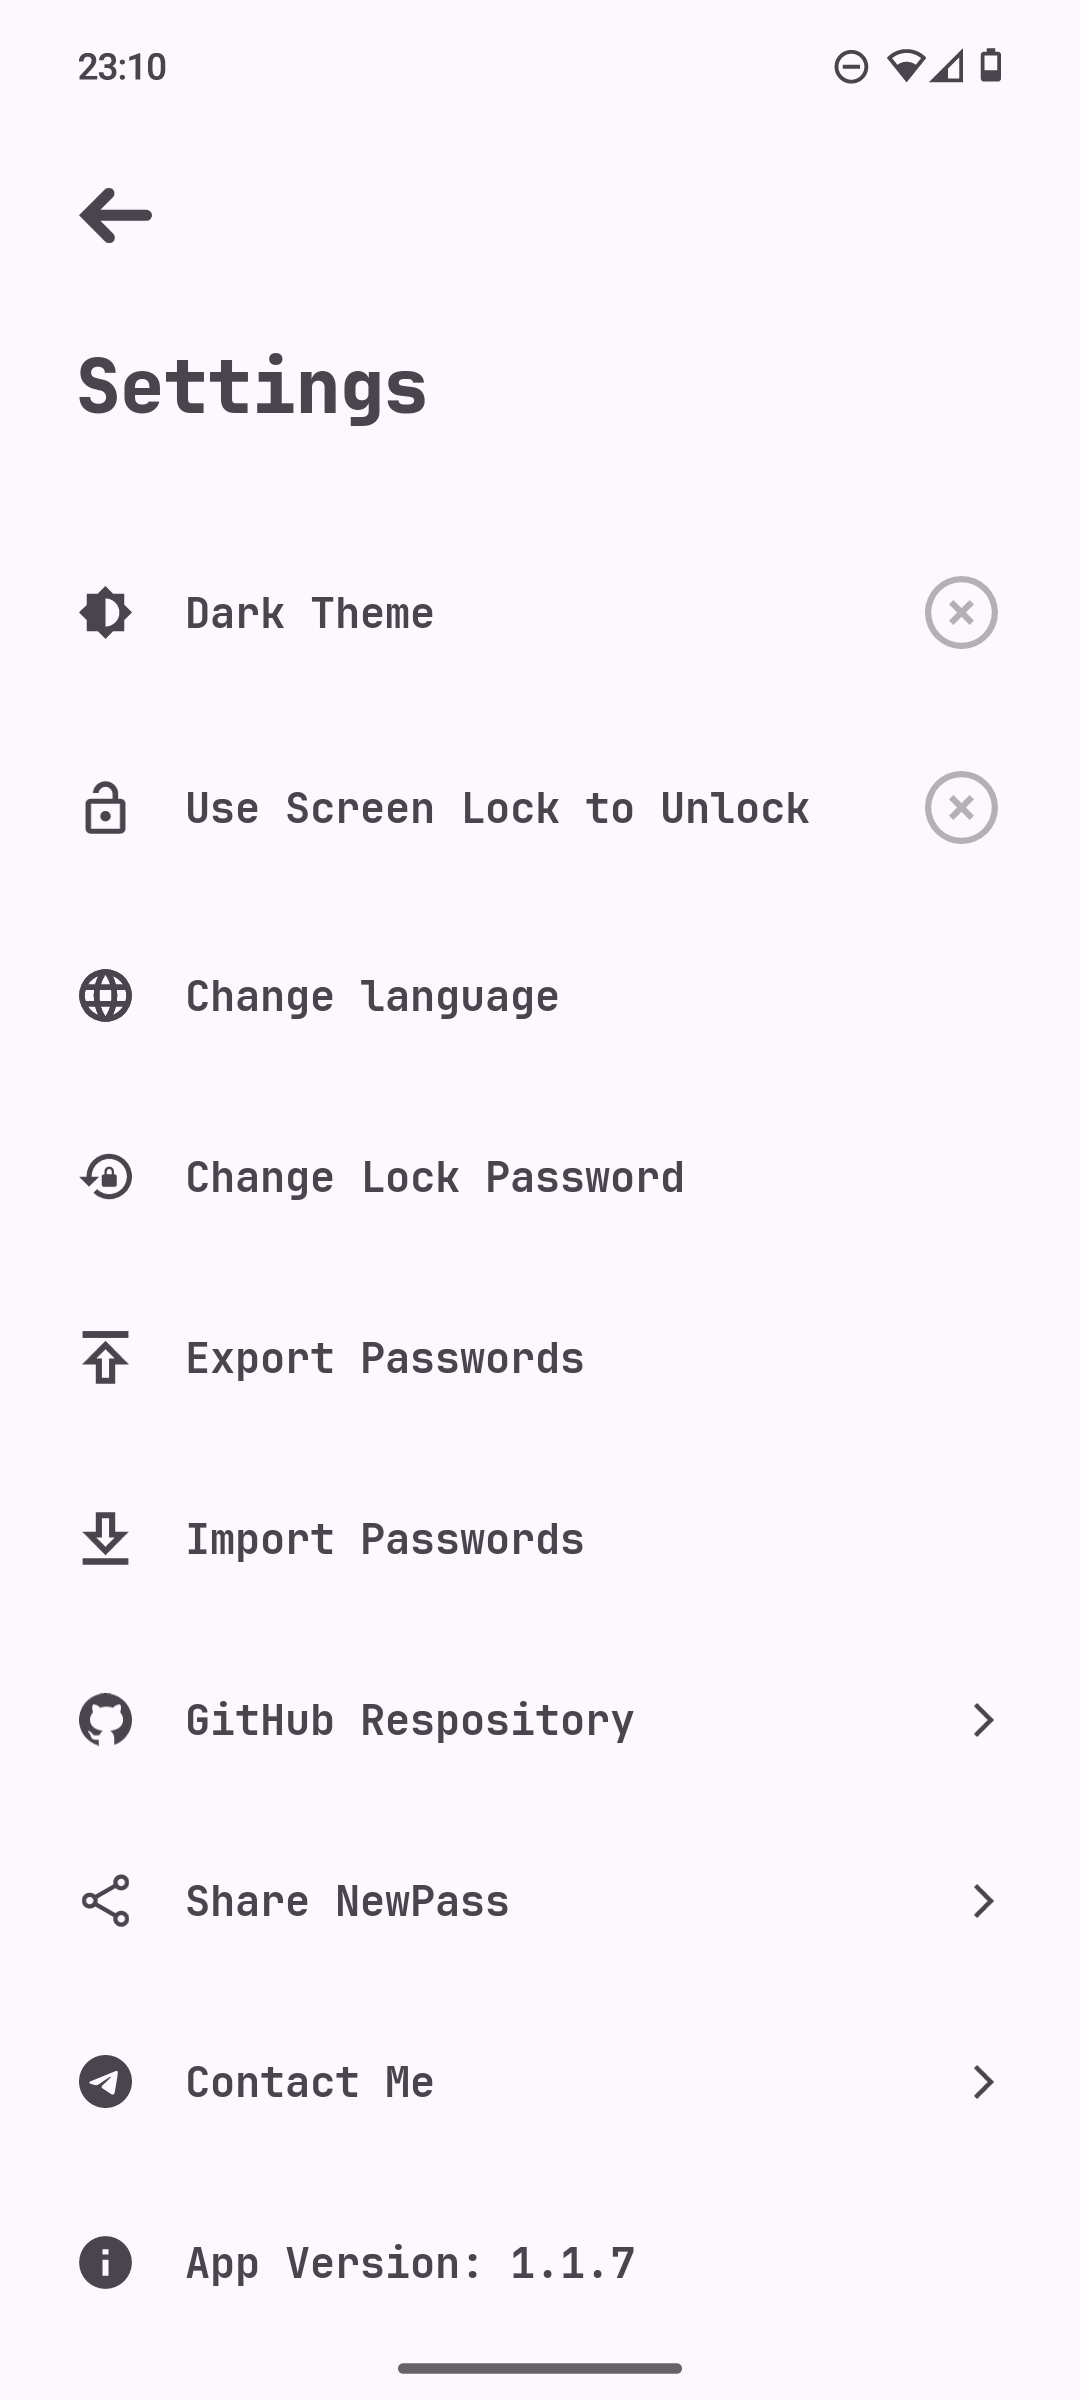 23:10
Settings
Dark Theme
Use Screen Lock to Unlock
Change language
Change Lock Password
Export Passwords
Import Passwords
GitHub Respository
Share NewPass
Contact Me
App Version: 1.1.7